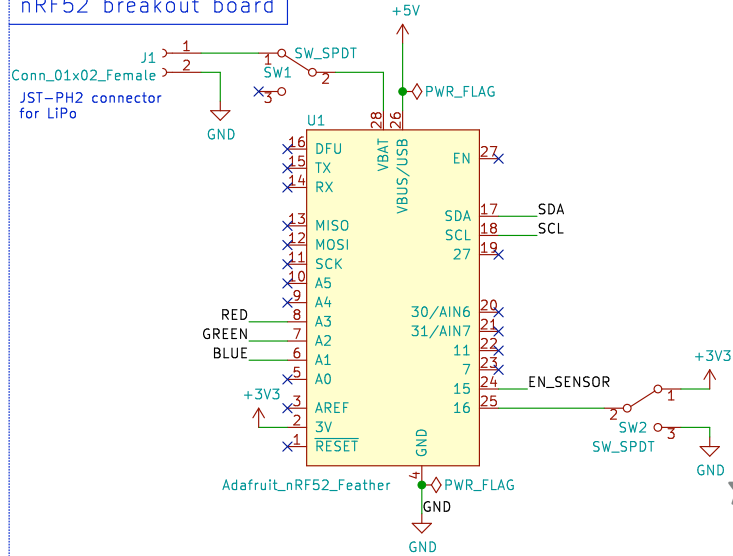 nRF52 breakout board
+5V
J1
1
2
Conn_01x02_Female
JST-PH2 connector
for LiPo
GND
SW_SPDT
1
2
SW1
3
PWR_FLAG
28
26
U1
VBAT
VBUS/USB
16 DFU
15 TX
14 RX
13 MISO
12 MOSI
11 SCK
10 A5
9 A4
RED 8 A3
GREEN 7 A2
BLUE 6 A1
5 A0
+3V3
3 AREF
2 3V
1 RESET
EN 27
SDA 17 SDA
SCL 18 SCL
27 19
30/AIN6 20
31/AIN7 21
11 22
7 23
15 24 EN_SENSOR
16 25
GND
4
Adafruit_nRF52_Feather
PWR_FLAG
GND
GND
+3V3
1
2
SW2
3
SW_SPDT
GND